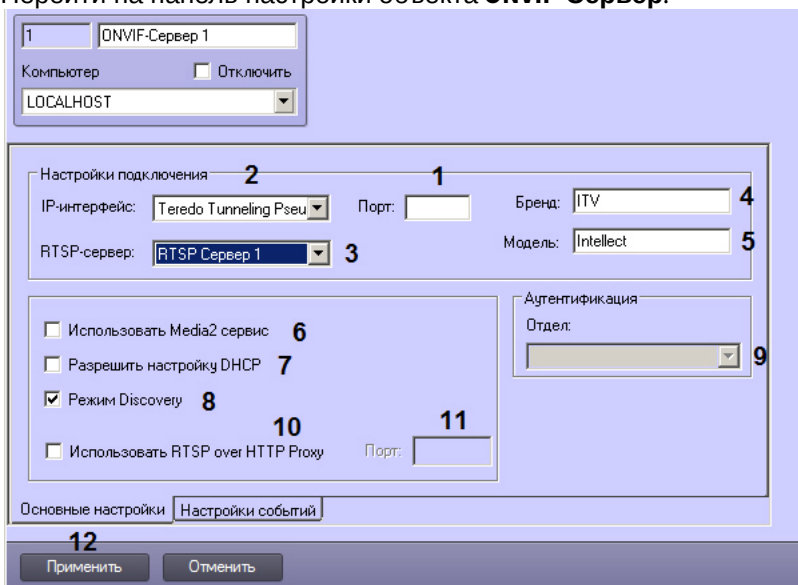 Перейти на панель настройки объекта ONVIF-Сервер.
1 ONVIF-Сервер 1
Компьютер Отключить
LOCALHOST
Настройки подключения 2 1
IP-интерфейс: Teredo Tunneling Pseu Порт: Бренд: ITV 4
RTSP-сервер: RTSP Сервер 1 3 Модель: Intellect 5
Аутентификация
Использовать Media2 сервис 6 Отдел:
Разрешить настройку DHCP 7 9
Режим Discovery 8
10 11
Использовать RTSP over HTTP Proxy Порт:
Основные настройки Настройки событий
12
Применить Отменить